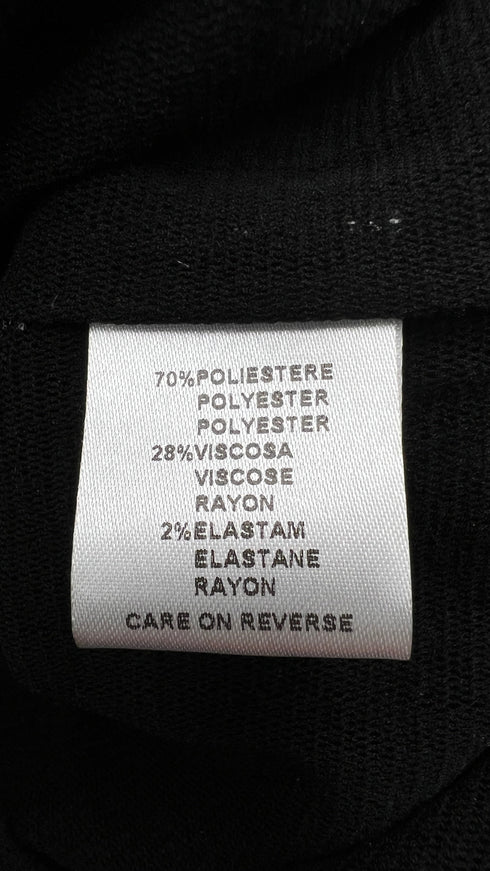 70%POLIESTERE
POLYESTER
POLYESTER
28%VISCOSA
VISCOSE
RAYON
2%ELASTAM
ELASTANE
RAYON
CARE ON REVERSE